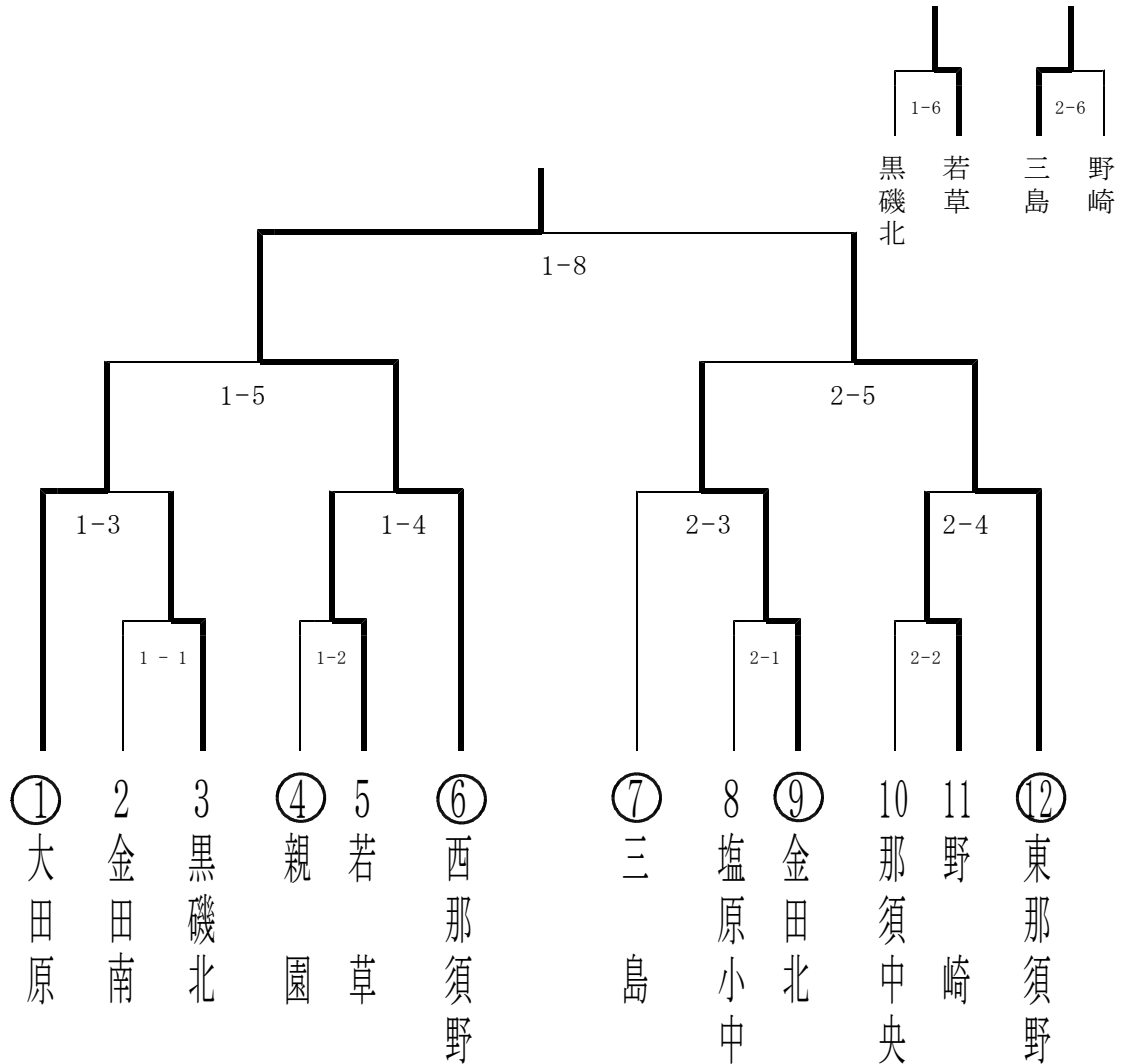 1-6
2-6
黒磯北
若草
三島
野崎
1-8
1-5
2-5
1-3
1-4
2-3
2-4
1 - 1
1-2
2-1
2-2
① 大田原
2 金田南
3 黒磯北
④ 親園
5 若草
⑥ 西那須野
⑦ 三島
8 塩原小中
⑨ 金田北
10 那須中央
11 野崎
⑫ 東那須野